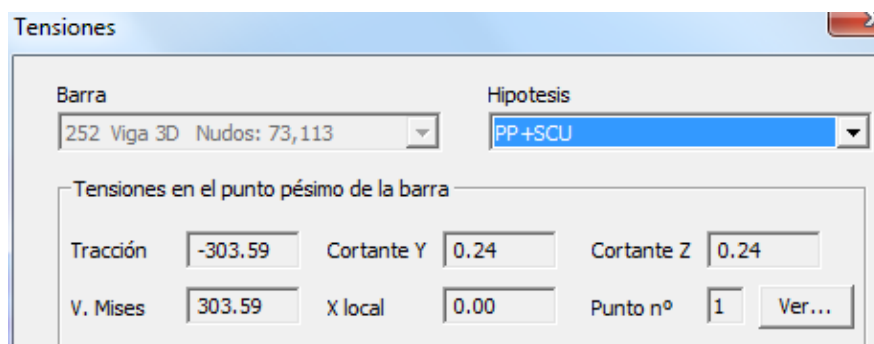 Tensiones
Barra Hipotesis
252 Viga 3D Nudos: 73,113 PP+SCU
Tensiones en el punto pésimo de la barra
Tracción -303.59 Cortante Y 0.24 Cortante Z 0.24
V. Mises 303.59 X local 0.00 Punto nº 1 Ver...